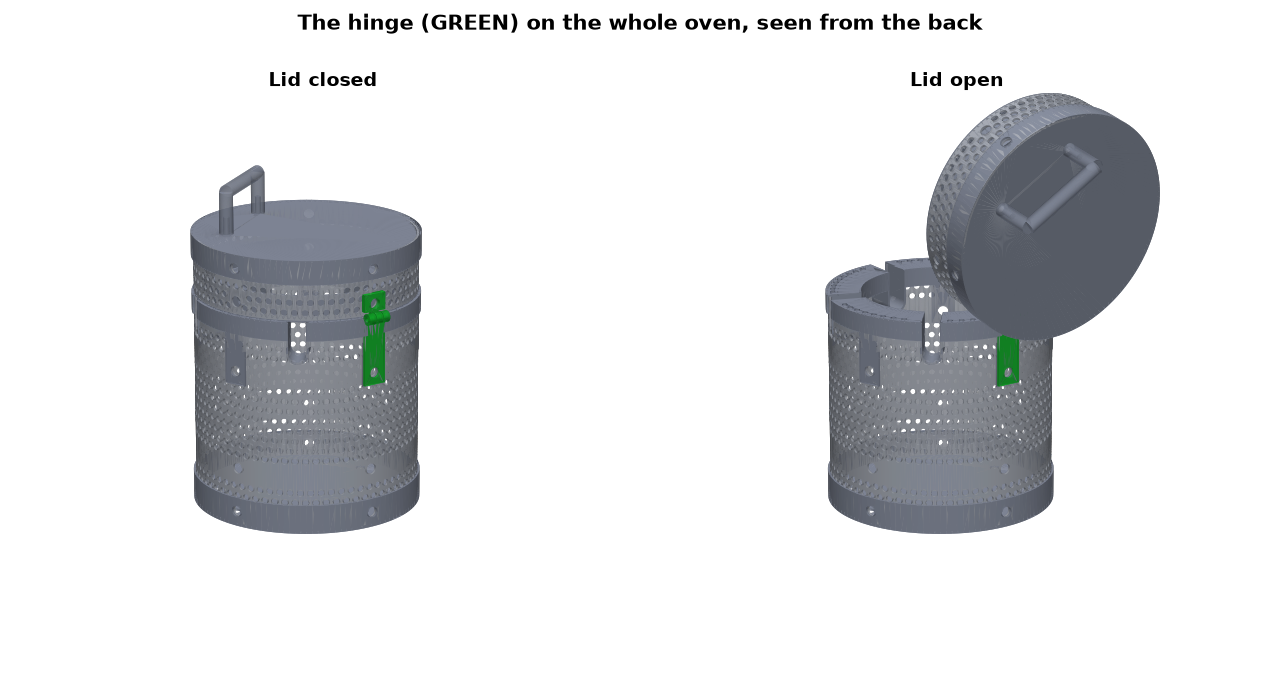 The hinge (GREEN) on the whole oven, seen from the back
Lid closed
Lid open